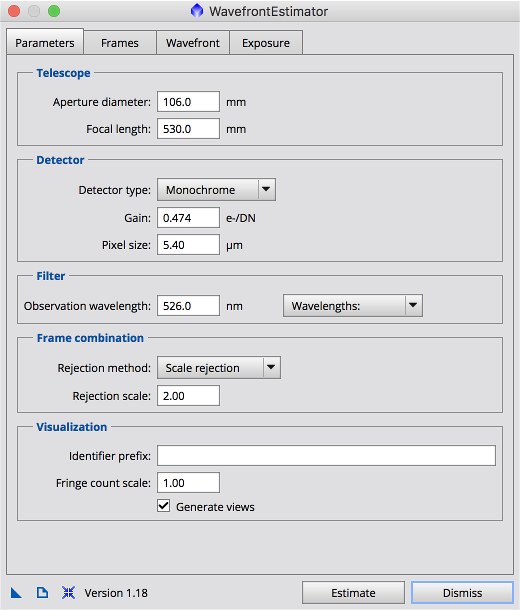 WavefrontEstimator
Parameters Frames Wavefront Exposure
Telescope
Aperture diameter: 106.0 mm
Focal length: 530.0 mm
Detector
Detector type: Monochrome
Gain: 0.474 e-/DN
Pixel size: 5.40 µm
Filter
Observation wavelength: 526.0 nm Wavelengths:
Frame combination
Rejection method: Scale rejection
Rejection scale: 2.00
Visualization
Identifier prefix:
Fringe count scale: 1.00
Generate views
Version 1.18 Estimate Dismiss